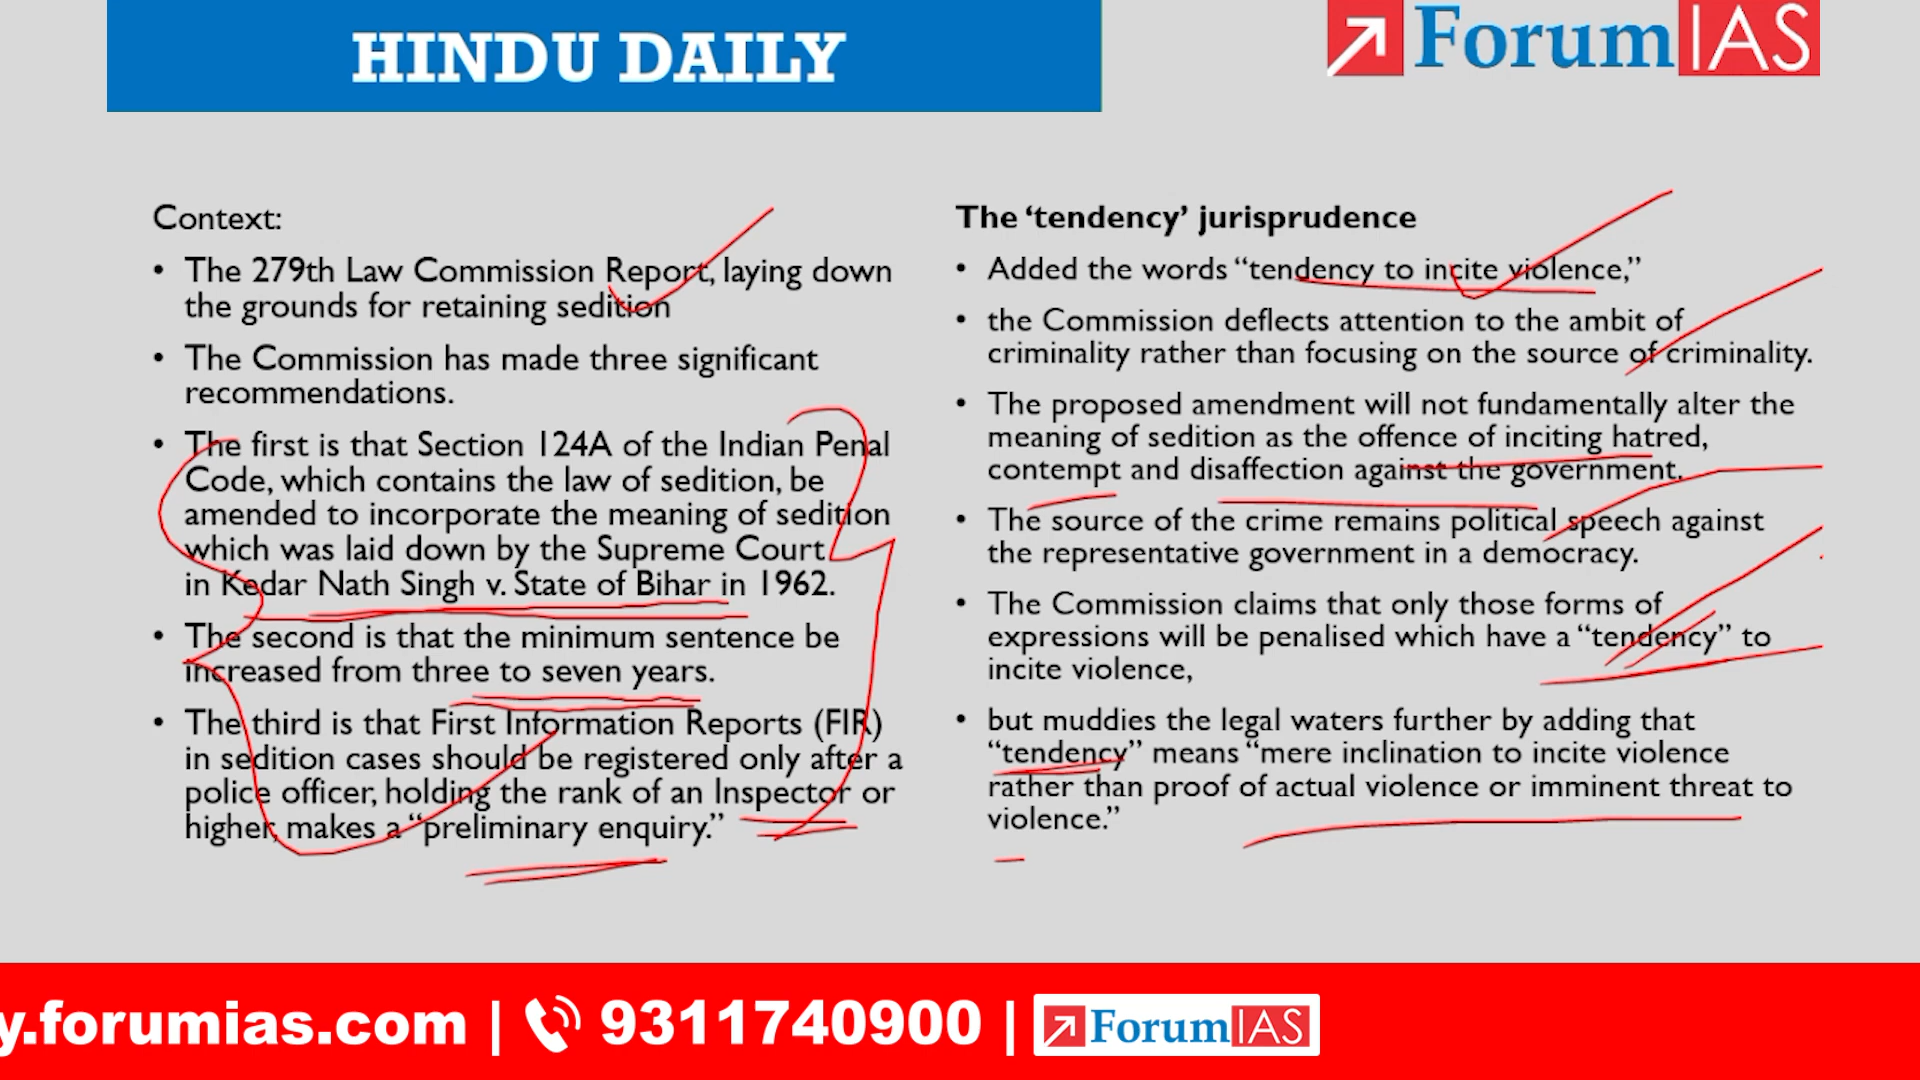 HINDU DAILY
ForumIAS
Context:
• The 279th Law Commission Report, laying down
the grounds for retaining sedition
• The Commission has made three significant
recommendations.
• The first is that Section 124A of the Indian Penal
Code, which contains the law of sedition, be
amended to incorporate the meaning of sedition
which was laid down by the Supreme Court
in Kedar Nath Singh v. State of Bihar in 1962.
• The second is that the minimum sentence be
increased from three to seven years.
• The third is that First Information Reports (FIR)
in sedition cases should be registered only after a
police officer, holding the rank of an Inspector or
higher, makes a “preliminary enquiry.”
The ‘tendency’ jurisprudence
• Added the words “tendency to incite violence,”
• the Commission deflects attention to the ambit of
criminality rather than focusing on the source of criminality.
• The proposed amendment will not fundamentally alter the
meaning of sedition as the offence of inciting hatred,
contempt and disaffection against the government.
• The source of the crime remains political speech against
the representative government in a democracy.
• The Commission claims that only those forms of
expressions will be penalised which have a “tendency” to
incite violence,
• but muddies the legal waters further by adding that
“tendency” means “mere inclination to incite violence
rather than proof of actual violence or imminent threat to
violence.”
y.forumias.com | 9311740900 | ForumIAS